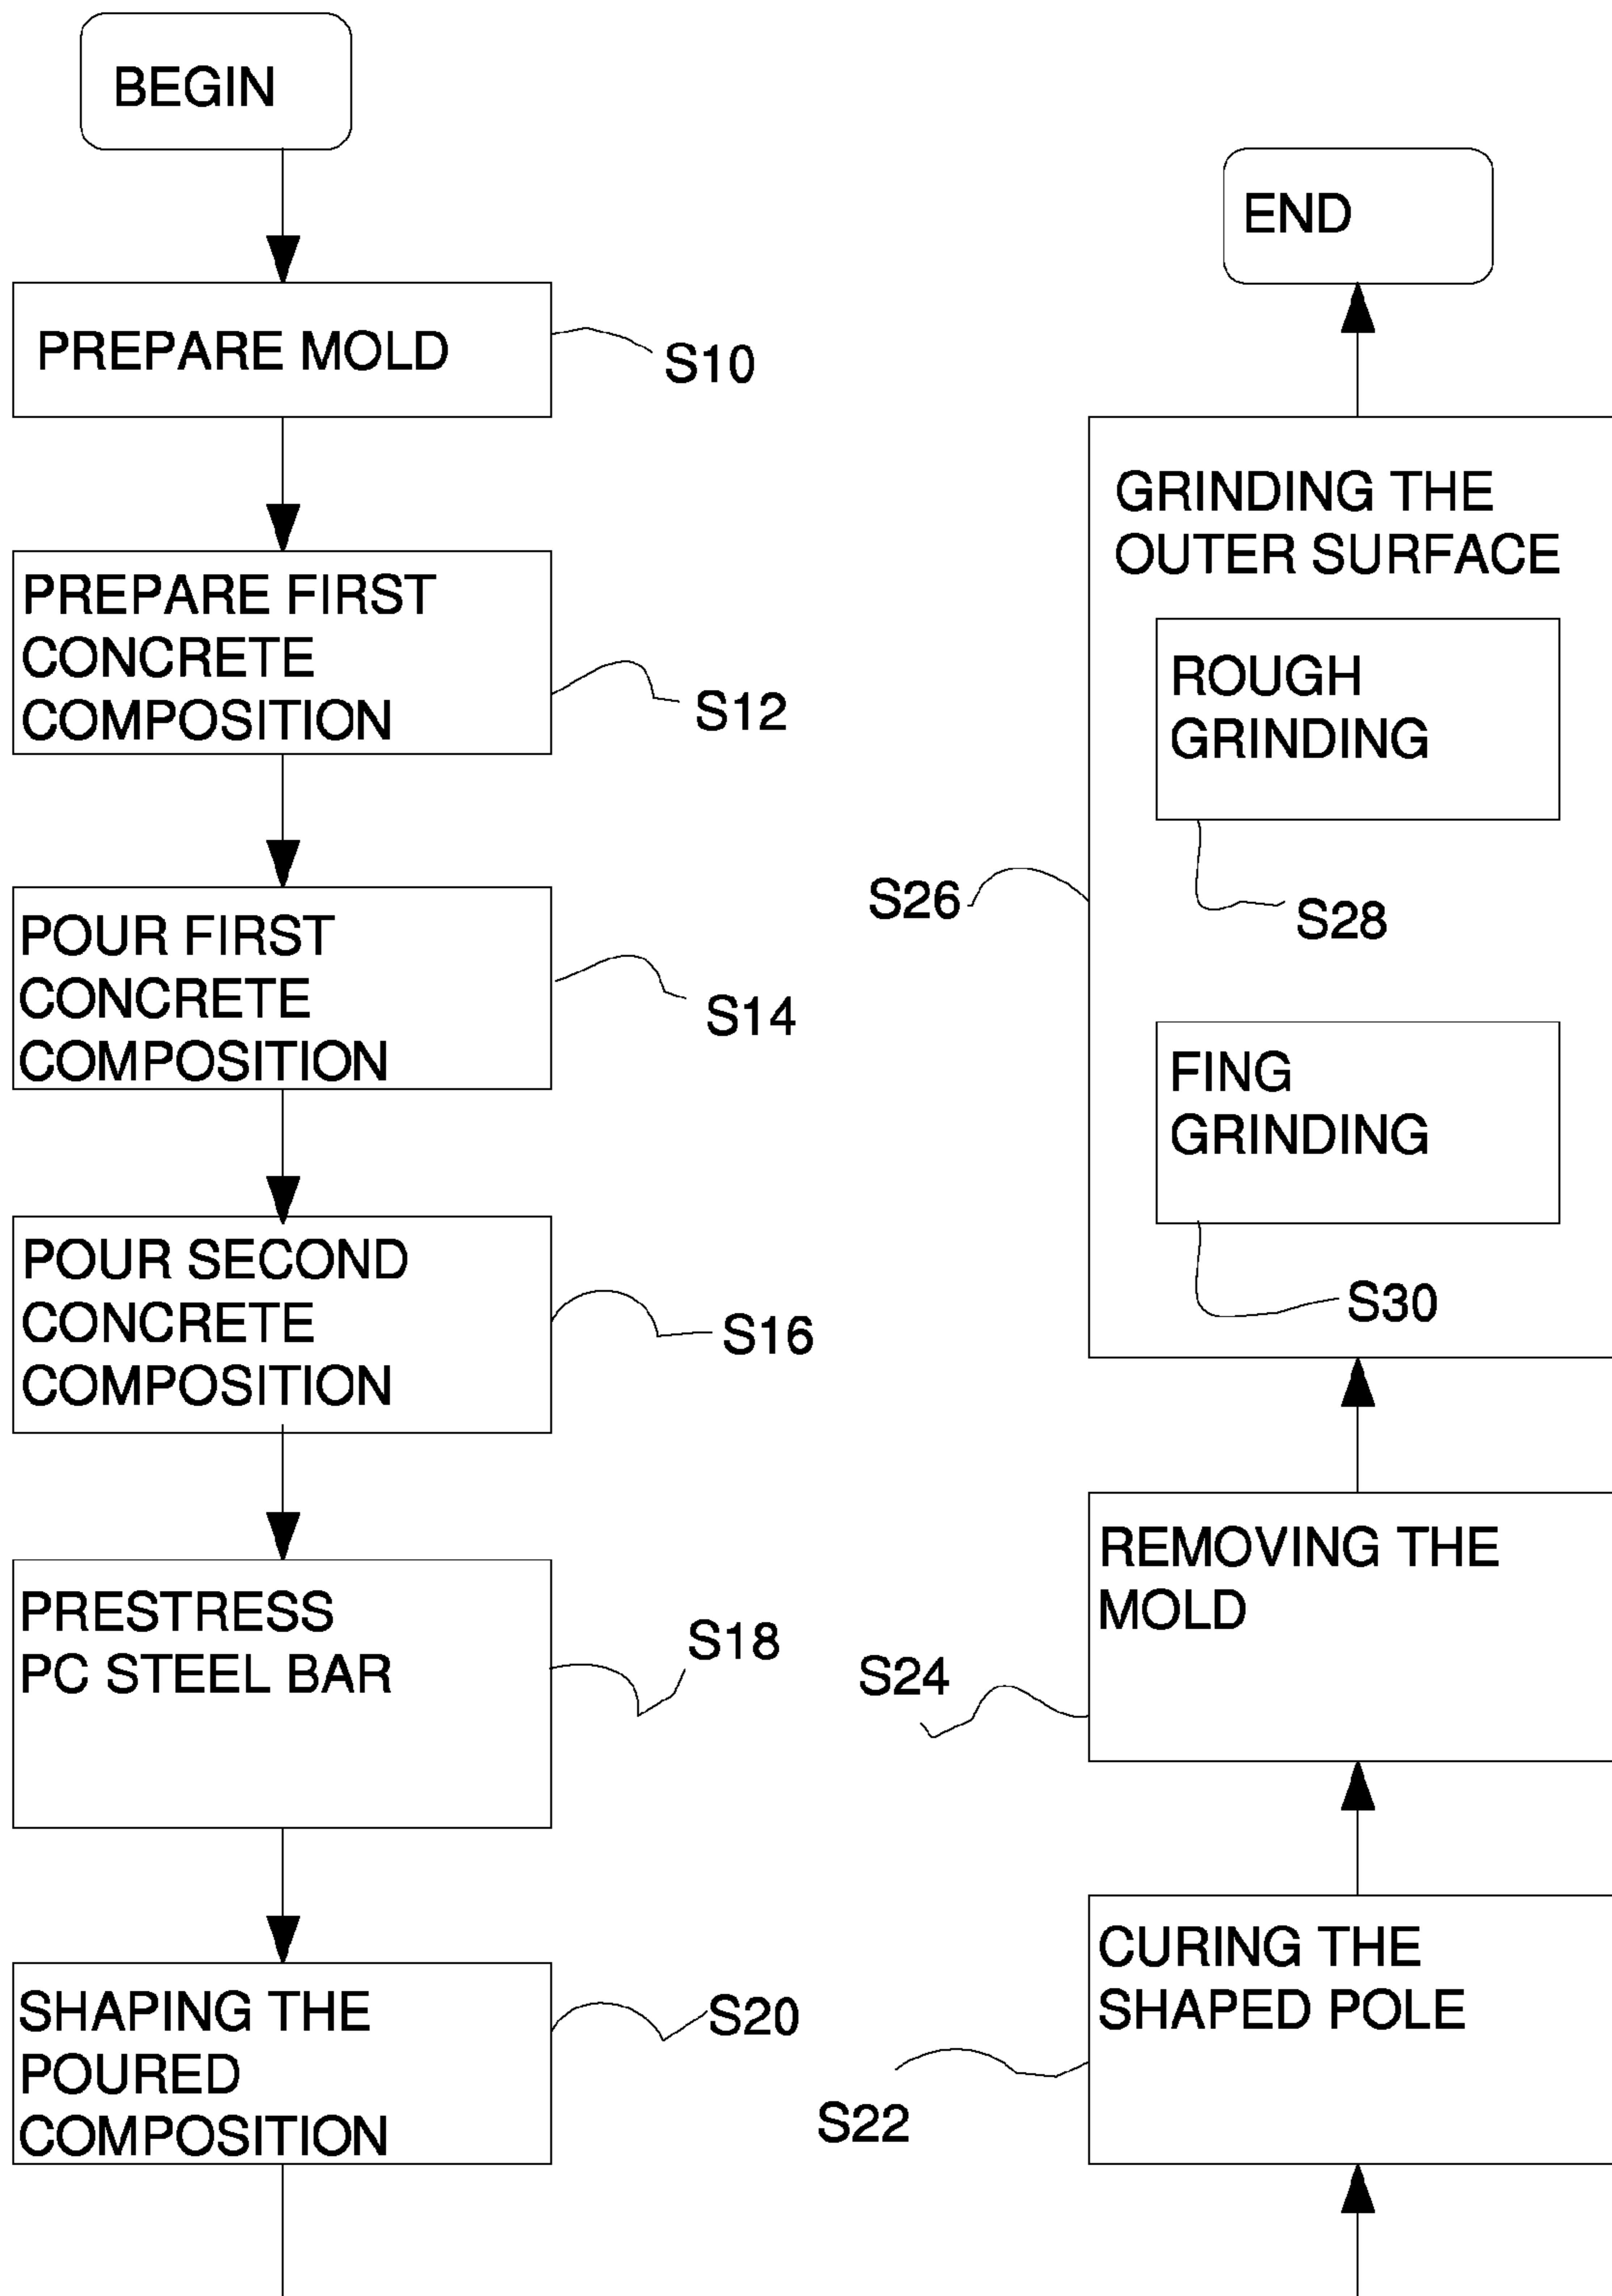 BEGIN
PREPARE MOLD
S10
PREPARE FIRST
CONCRETE
COMPOSITION
S12
POUR FIRST
CONCRETE
COMPOSITION
S14
POUR SECOND
CONCRETE
COMPOSITION
S16
PRESTRESS
PC STEEL BAR
S18
SHAPING THE
POURED
COMPOSITION
S20
CURING THE
SHAPED POLE
S22
REMOVING THE
MOLD
S24
GRINDING THE
OUTER SURFACE
S26
ROUGH
GRINDING
S28
FING
GRINDING
S30
END